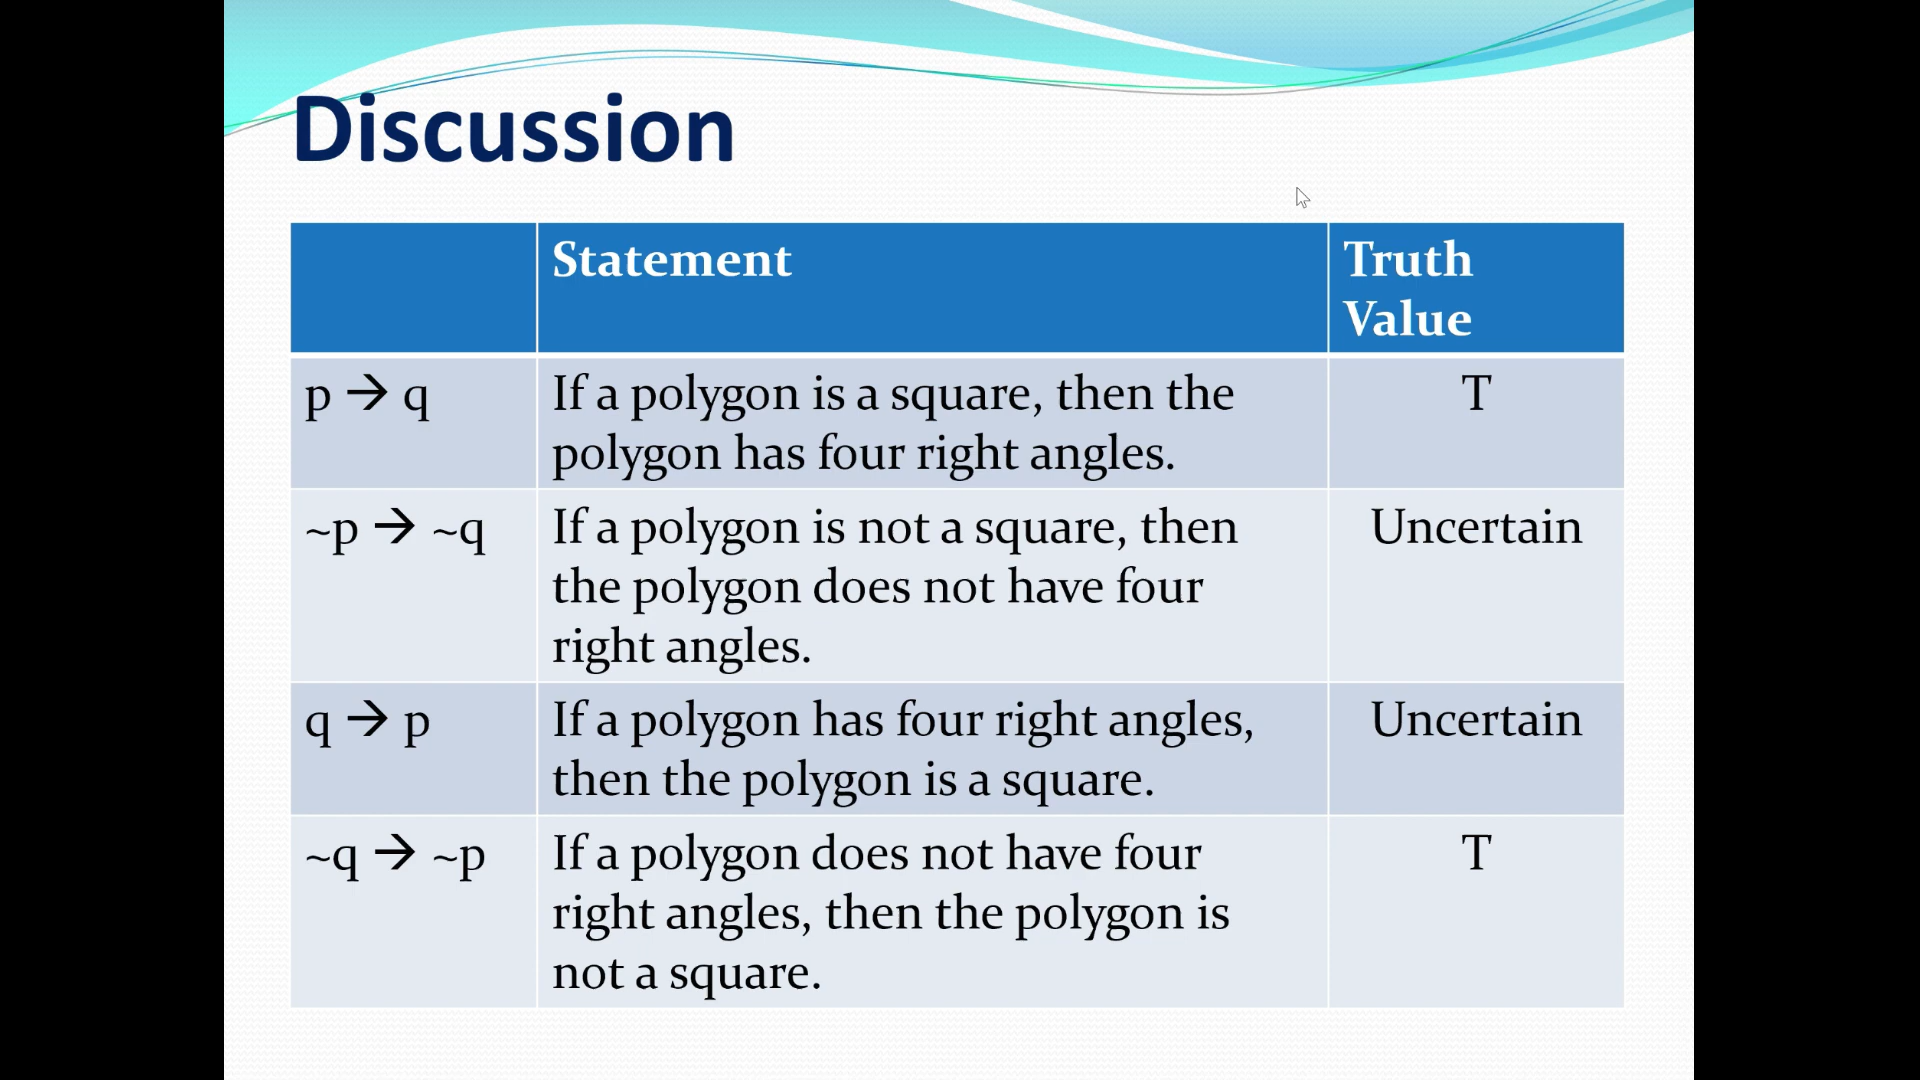 Discussion
Statement
Truth
Value
p → q
If a polygon is a square, then the
polygon has four right angles.
T
~p → ~q
If a polygon is not a square, then
the polygon does not have four
right angles.
Uncertain
q → p
If a polygon has four right angles,
then the polygon is a square.
Uncertain
~q → ~p
If a polygon does not have four
right angles, then the polygon is
not a square.
T